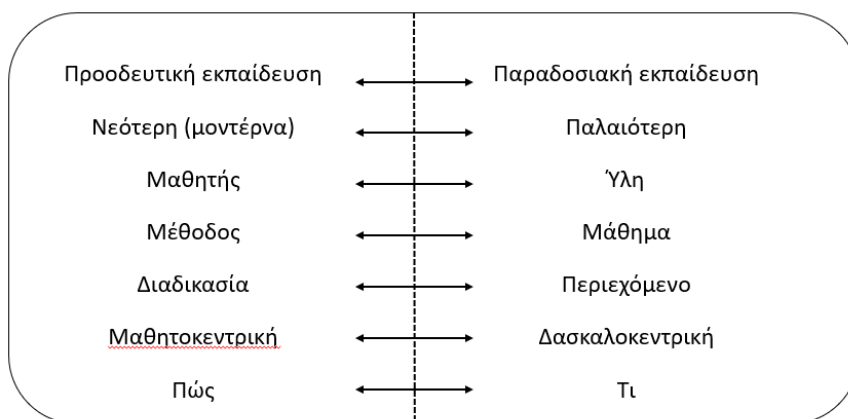 Προοδευτική εκπαίδευση Παραδοσιακή εκπαίδευση
Νεότερη (μοντέρνα) Παλαιότερη
Μαθητής Ύλη
Μέθοδος Μάθημα
Διαδικασία Περιεχόμενο
Μαθητοκεντρική Δασκαλοκεντρική
Πώς Τι